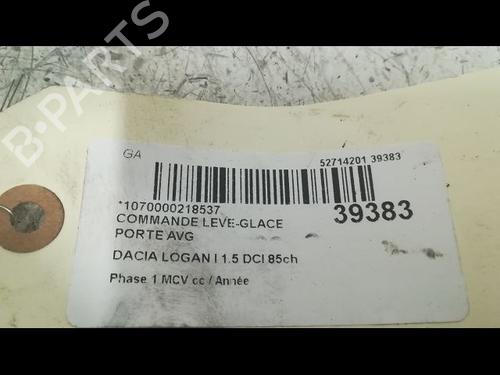 B-PARTS
GA
52714201 39383
*1070000218537
COMMANDE LEVE-GLACE
39383
PORTE AVG
DACIA LOGAN I 1.5 DCI 85ch
Phase 1 MCV cc / Année